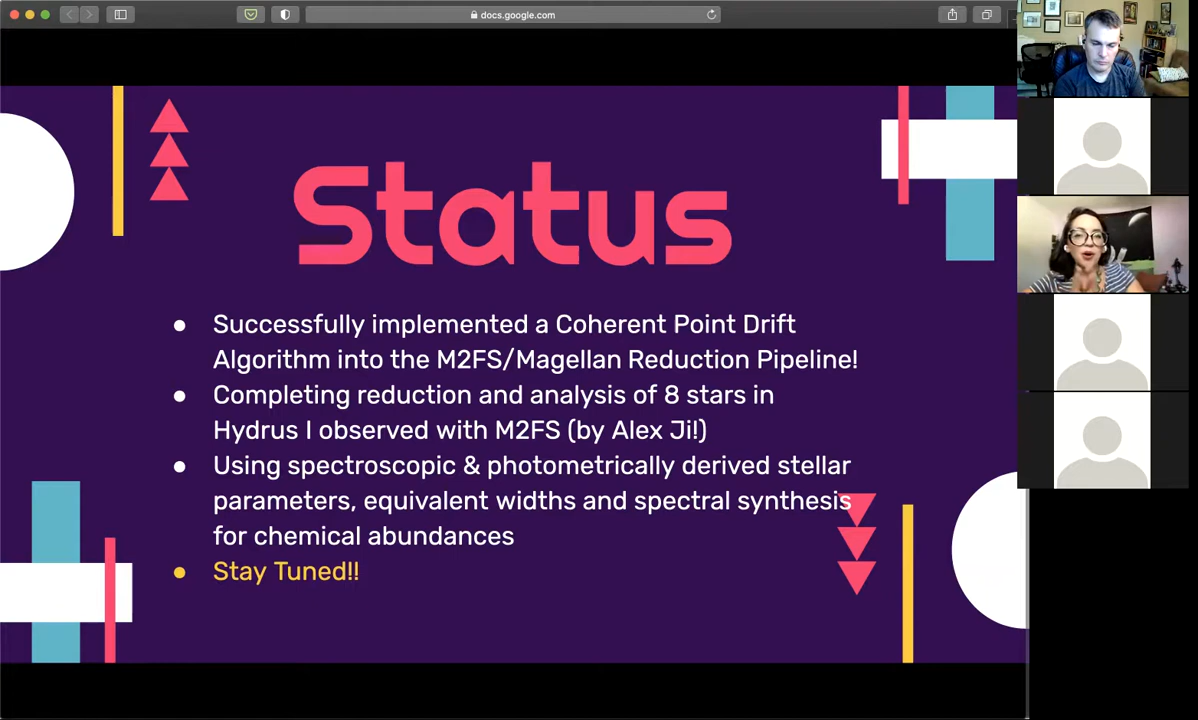 docs.google.com
Status
● Successfully implemented a Coherent Point Drift
Algorithm into the M2FS/Magellan Reduction Pipeline!
● Completing reduction and analysis of 8 stars in
Hydrus I observed with M2FS (by Alex Ji!)
● Using spectroscopic & photometrically derived stellar
parameters, equivalent widths and spectral synthesis
for chemical abundances
● Stay Tuned!!